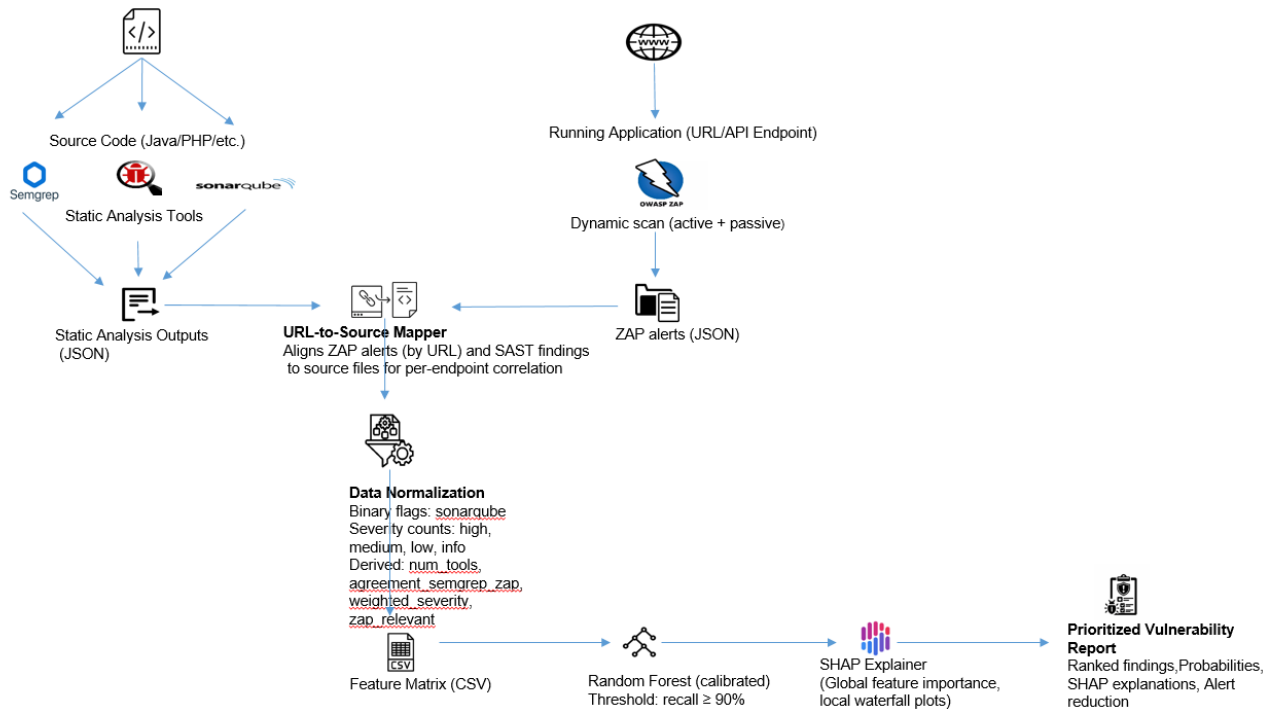 </>
www
Source Code (Java/PHP/etc.)
Running Application (URL/API Endpoint)
Semgrep
sonarqube
OWASP ZAP
Static Analysis Tools
Dynamic scan (active + passive)
Static Analysis Outputs
(JSON)
URL-to-Source Mapper
Aligns ZAP alerts (by URL) and SAST findings
to source files for per-endpoint correlation
ZAP alerts (JSON)
Data Normalization
Binary flags: sonarqube
Severity counts: high,
medium, low, info
Derived: num_tools,
agreement_semgrep_zap,
weighted_severity,
zap_relevant
CSV
Feature Matrix (CSV)
Random Forest (calibrated)
Threshold: recall ≥ 90%
SHAP Explainer
(Global feature importance,
local waterfall plots)
Prioritized Vulnerability
Report
Ranked findings,Probabilities,
SHAP explanations, Alert
reduction